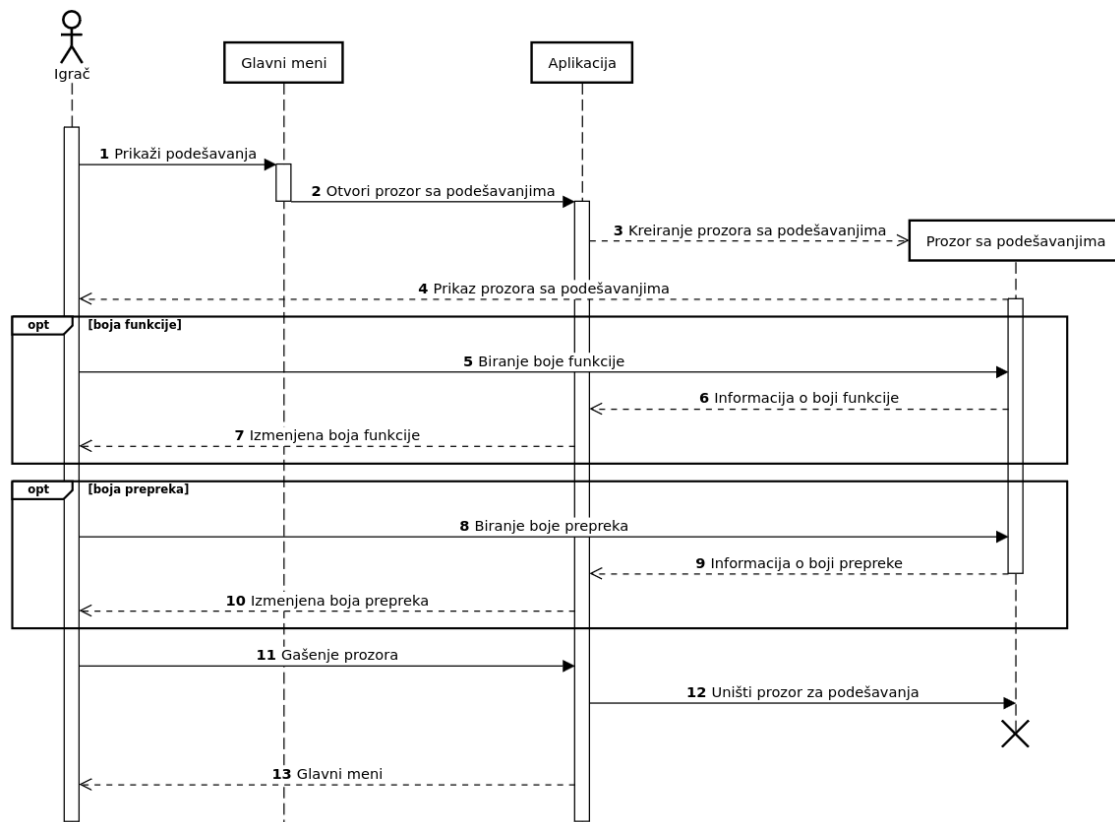 Igrač
Glavni meni
Aplikacija
1 Prikaži podešavanja
2 Otvori prozor sa podešavanjima
3 Kreiranje prozora sa podešavanjima
Prozor sa podešavanjima
4 Prikaz prozora sa podešavanjima
opt [boja funkcije]
5 Biranje boje funkcije
6 Informacija o boji funkcije
7 Izmenjena boja funkcije
opt [boja prepreka]
8 Biranje boje prepreka
9 Informacija o boji prepreke
10 Izmenjena boja prepreka
11 Gašenje prozora
12 Uništi prozor za podešavanja
13 Glavni meni